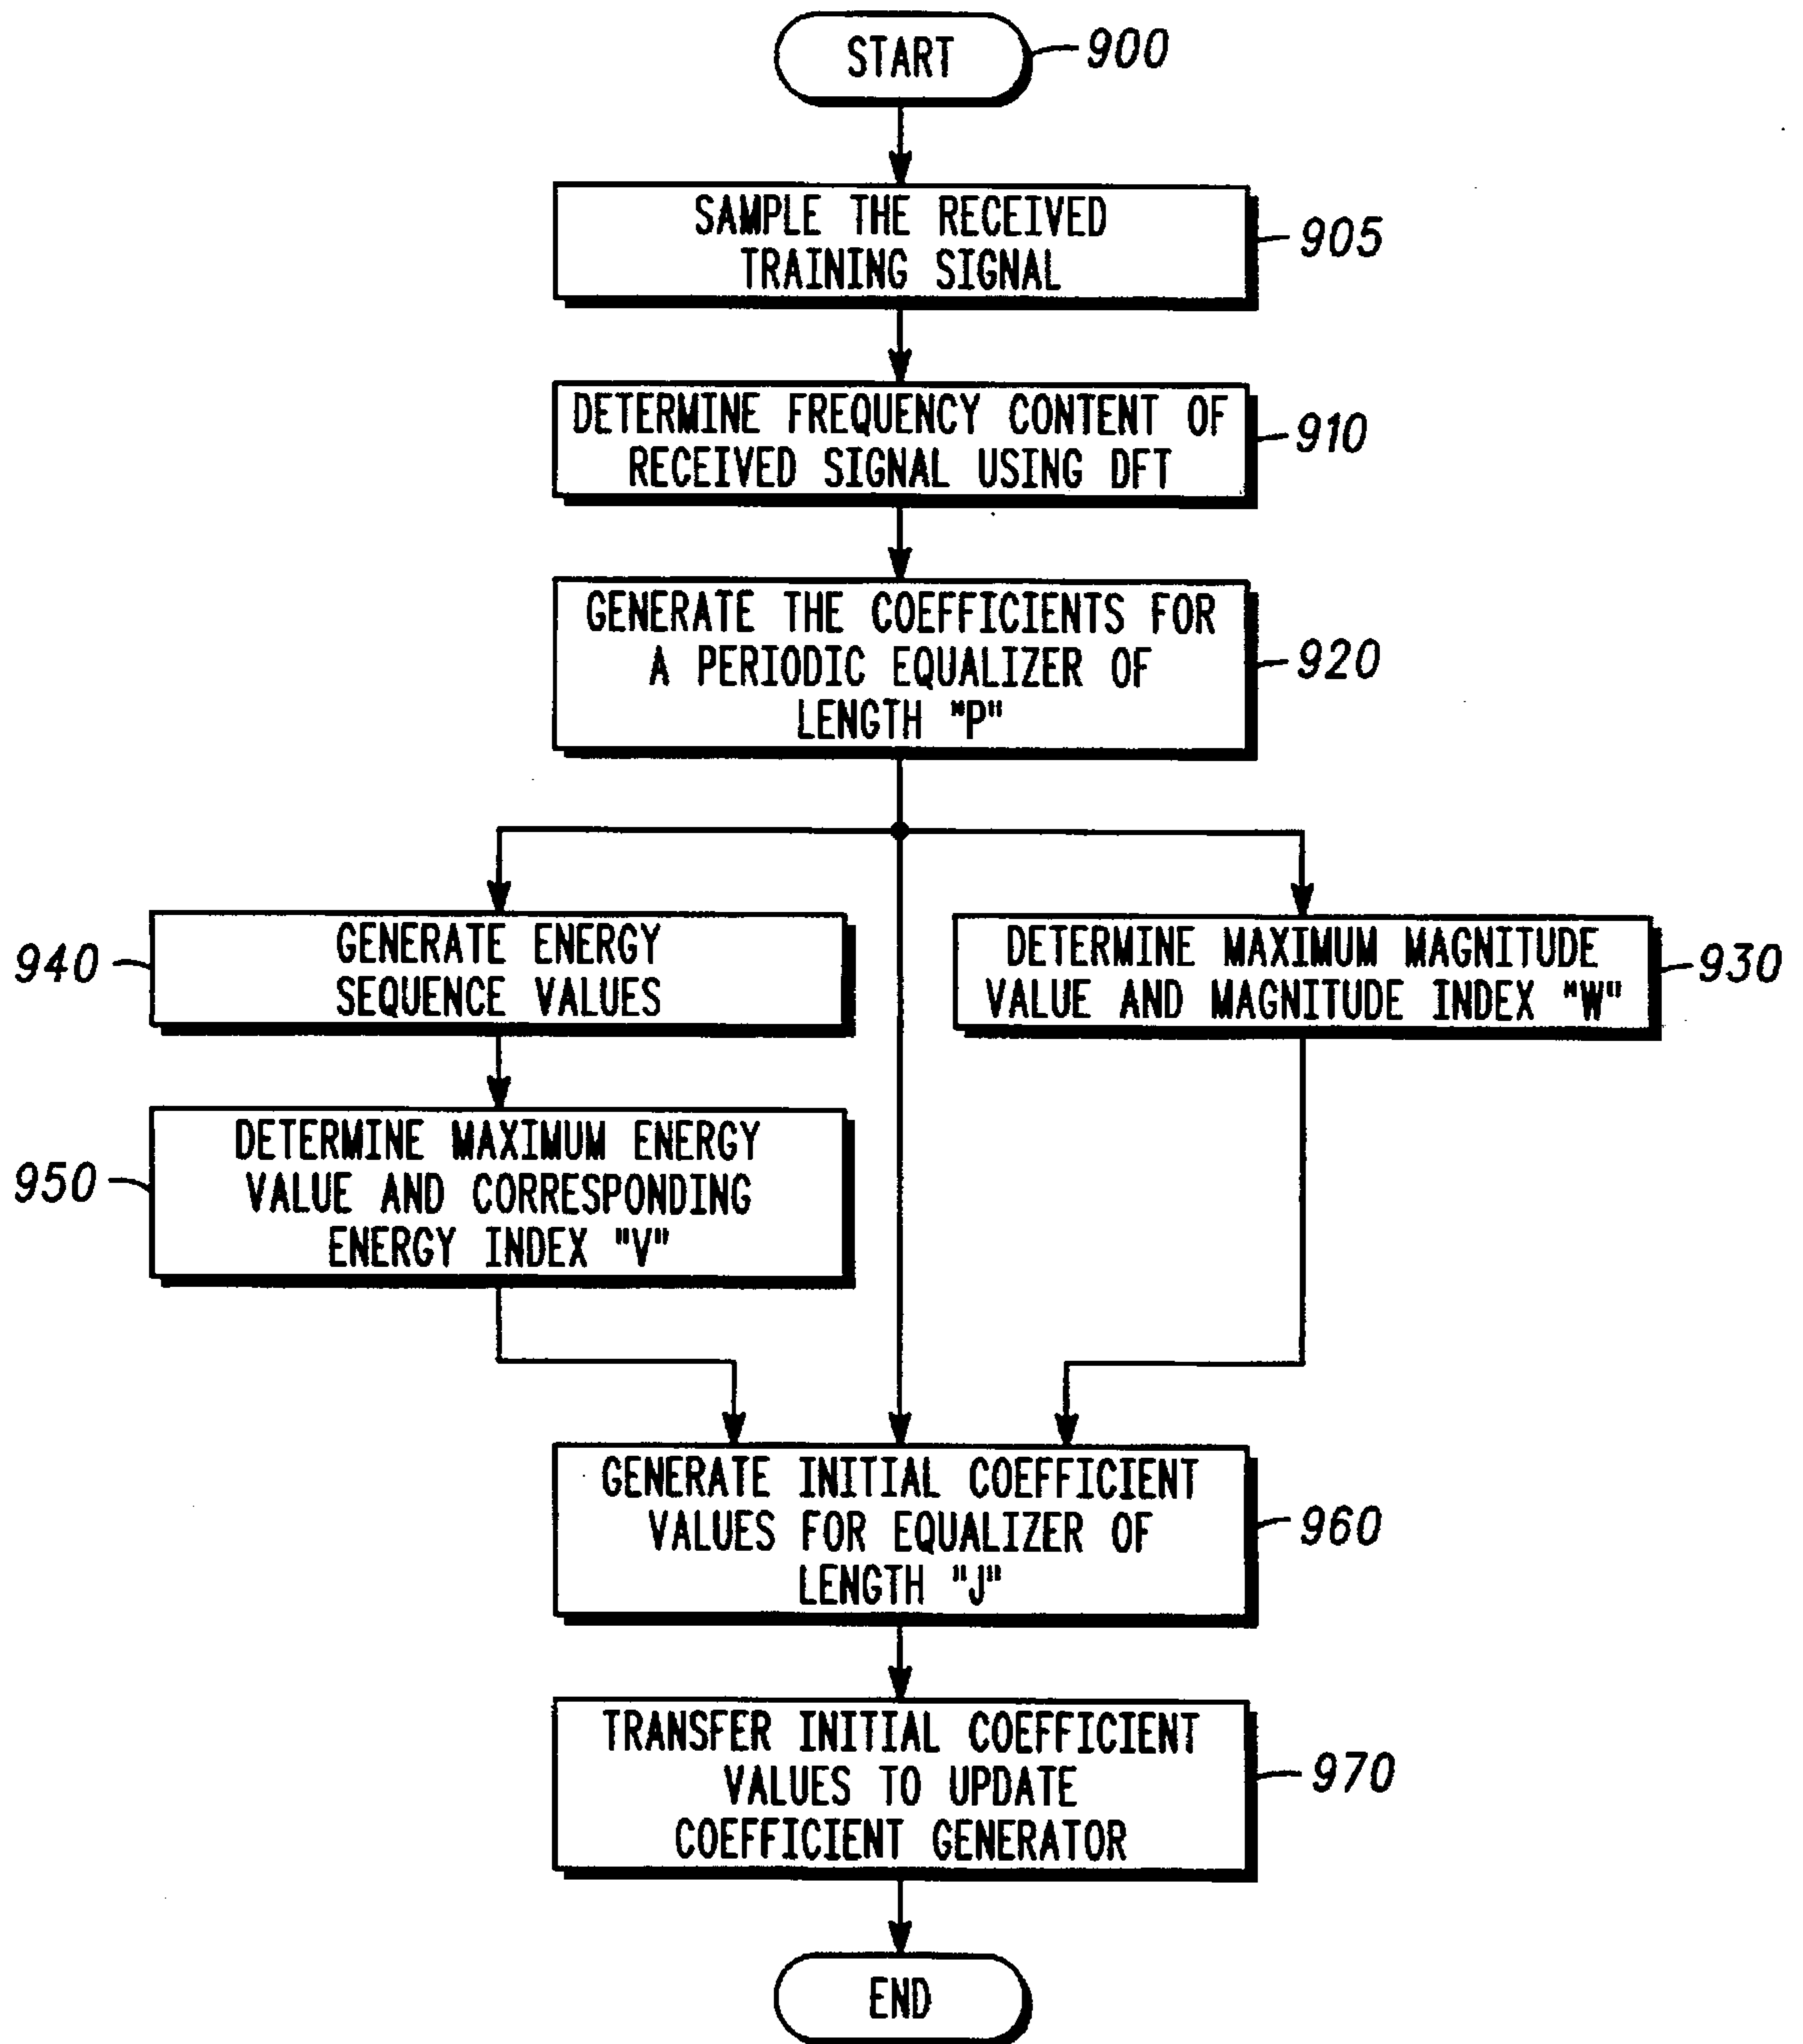 START
900
SAMPLE THE RECEIVED
TRAINING SIGNAL
905
DETERMINE FREQUENCY CONTENT OF
RECEIVED SIGNAL USING DFT
910
GENERATE THE COEFFICIENTS FOR
A PERIODIC EQUALIZER OF
LENGTH "P"
920
940
GENERATE ENERGY
SEQUENCE VALUES
DETERMINE MAXIMUM MAGNITUDE
VALUE AND MAGNITUDE INDEX "W"
930
950
DETERMINE MAXIMUM ENERGY
VALUE AND CORRESPONDING
ENERGY INDEX "V"
GENERATE INITIAL COEFFICIENT
VALUES FOR EQUALIZER OF
LENGTH "J"
960
TRANSFER INITIAL COEFFICIENT
VALUES TO UPDATE
COEFFICIENT GENERATOR
970
END